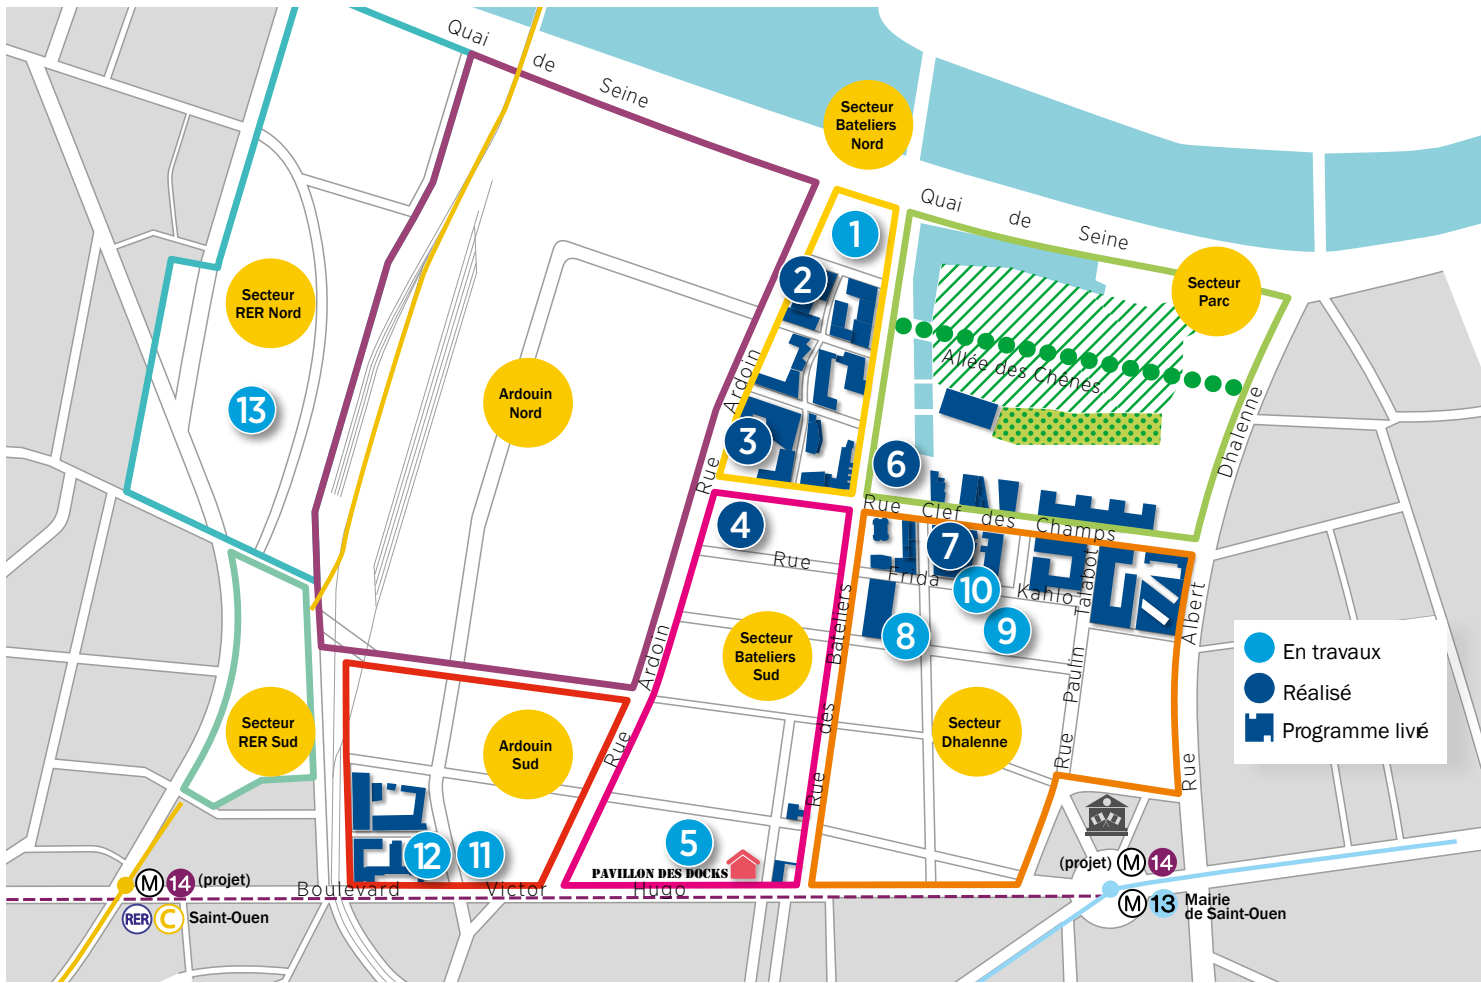 Quai de Seine
Secteur
Bateliers
Nord
Quai de Seine
1
Secteur
Parc
2
Secteur
RER Nord
Allée des Chênes
Ardouin
Nord
13
Rue Ardoin
Dhalenne
3
6
4
Rue Clef des Champs
7
Rue Frida Kahlo
10
8
9
Rue Paulin Talabot
Rue Albert
Secteur
Bateliers
Sud
Rue Ardoin
Rue des Bateliers
Secteur
RER Sud
Ardouin
Sud
Secteur
Dhalenne
En travaux
Réalisé
Programme livré
12
11
5
PAVILLON DES DOCKS
Boulevard Victor Hugo
M 14 (projet)
RER C Saint-Ouen
(projet) M 14
M 13 Mairie
de Saint-Ouen